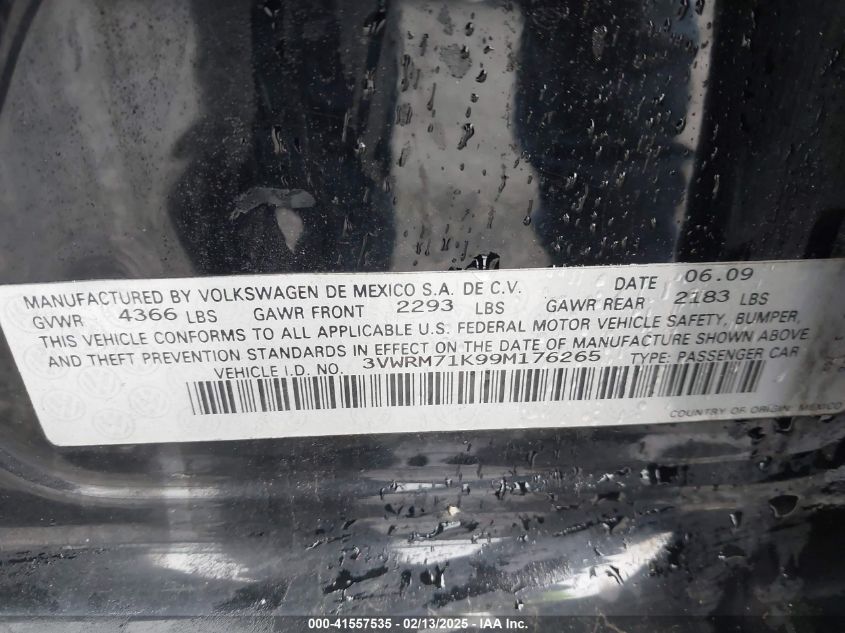 MANUFACTURED BY VOLKSWAGEN DE MEXICO S.A. DE C.V. DATE 06.09
GVWR 4366 LBS GAWR FRONT 2293 LBS GAWR REAR 2183 LBS
THIS VEHICLE CONFORMS TO ALL APPLICABLE U.S. FEDERAL MOTOR VEHICLE SAFETY, BUMPER,
AND THEFT PREVENTION STANDARDS IN EFFECT ON THE DATE OF MANUFACTURE SHOWN ABOVE
VEHICLE I.D. NO. 3VWRM71K99M176265 TYPE: PASSENGER CAR
COUNTRY OF ORIGIN: MEXICO
000-41557535 - 02/13/2025 - IAA Inc.